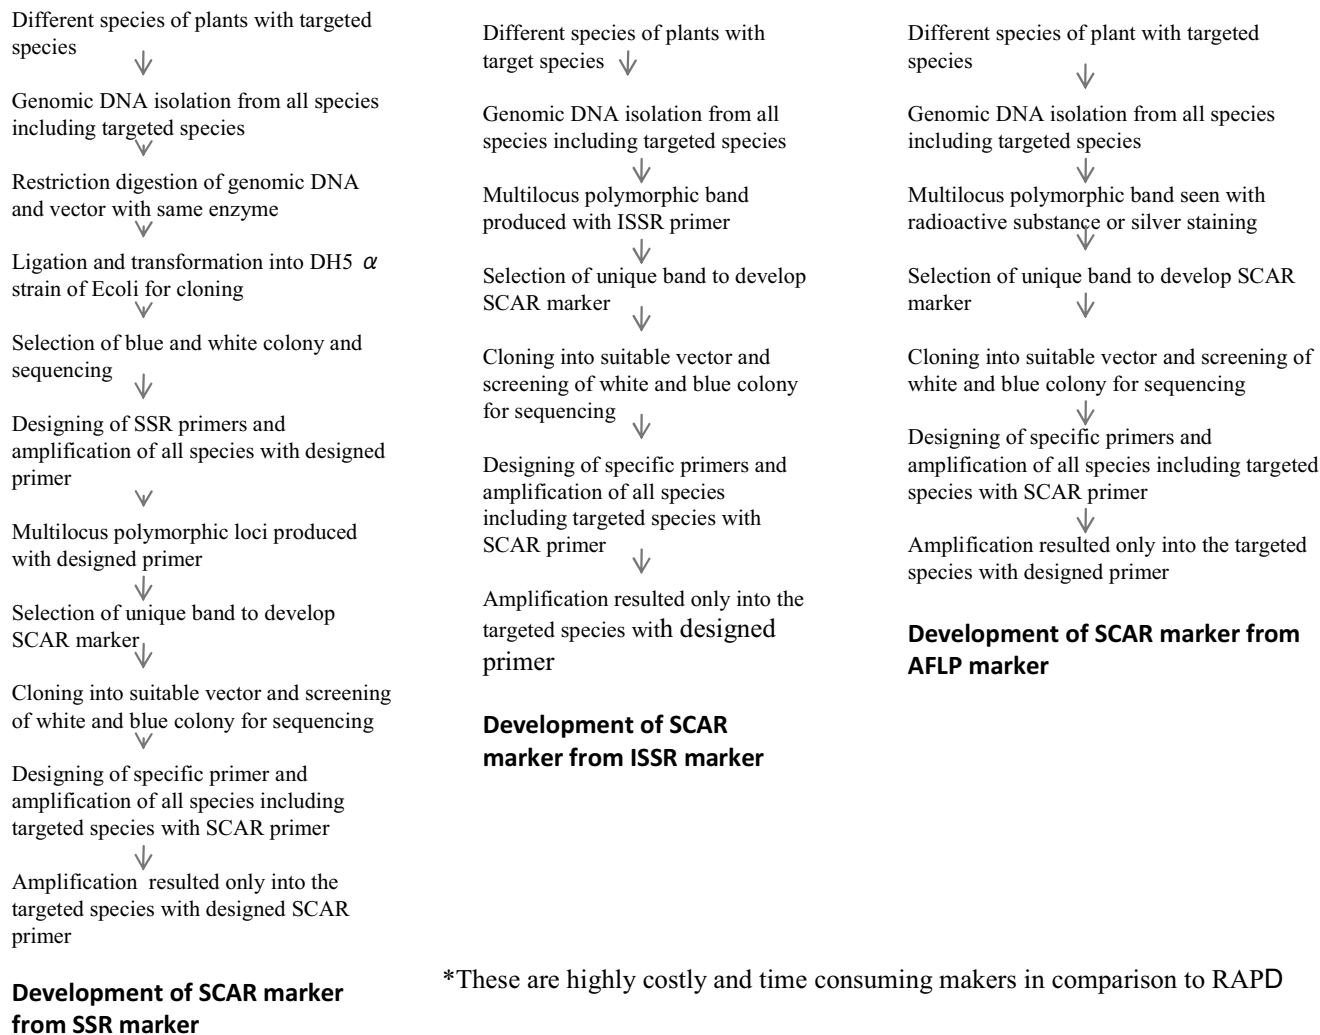 Different species of plants with targeted
species
Genomic DNA isolation from all species
including targeted species
Restriction digestion of genomic DNA
and vector with same enzyme
Ligation and transformation into DH5 α
strain of Ecoli for cloning
Selection of blue and white colony and
sequencing
Designing of SSR primers and
amplification of all species with designed
primer
Multilocus polymorphic loci produced
with designed primer
Selection of unique band to develop
SCAR marker
Cloning into suitable vector and screening
of white and blue colony for sequencing
Designing of specific primer and
amplification of all species including
targeted species with SCAR primer
Amplification resulted only into the
targeted species with designed SCAR
primer
Development of SCAR marker
from SSR marker
Different species of plants with
target species
Genomic DNA isolation from all
species including targeted species
Multilocus polymorphic band
produced with ISSR primer
Selection of unique band to develop
SCAR marker
Cloning into suitable vector and
screening of white and blue colony
for sequencing
Designing of specific primers and
amplification of all species
including targeted species with
SCAR primer
Amplification resulted only into the
targeted species with designed
primer
Development of SCAR
marker from ISSR marker
Different species of plant with targeted
species
Genomic DNA isolation from all species
including targeted species
Multilocus polymorphic band seen with
radioactive substance or silver staining
Selection of unique band to develop SCAR
marker
Cloning into suitable vector and screening of
white and blue colony for sequencing
Designing of specific primers and
amplification of all species including targeted
species with SCAR primer
Amplification resulted only into the targeted
species with designed primer
Development of SCAR marker from
AFLP marker
*These are highly costly and time consuming makers in comparison to RAPD